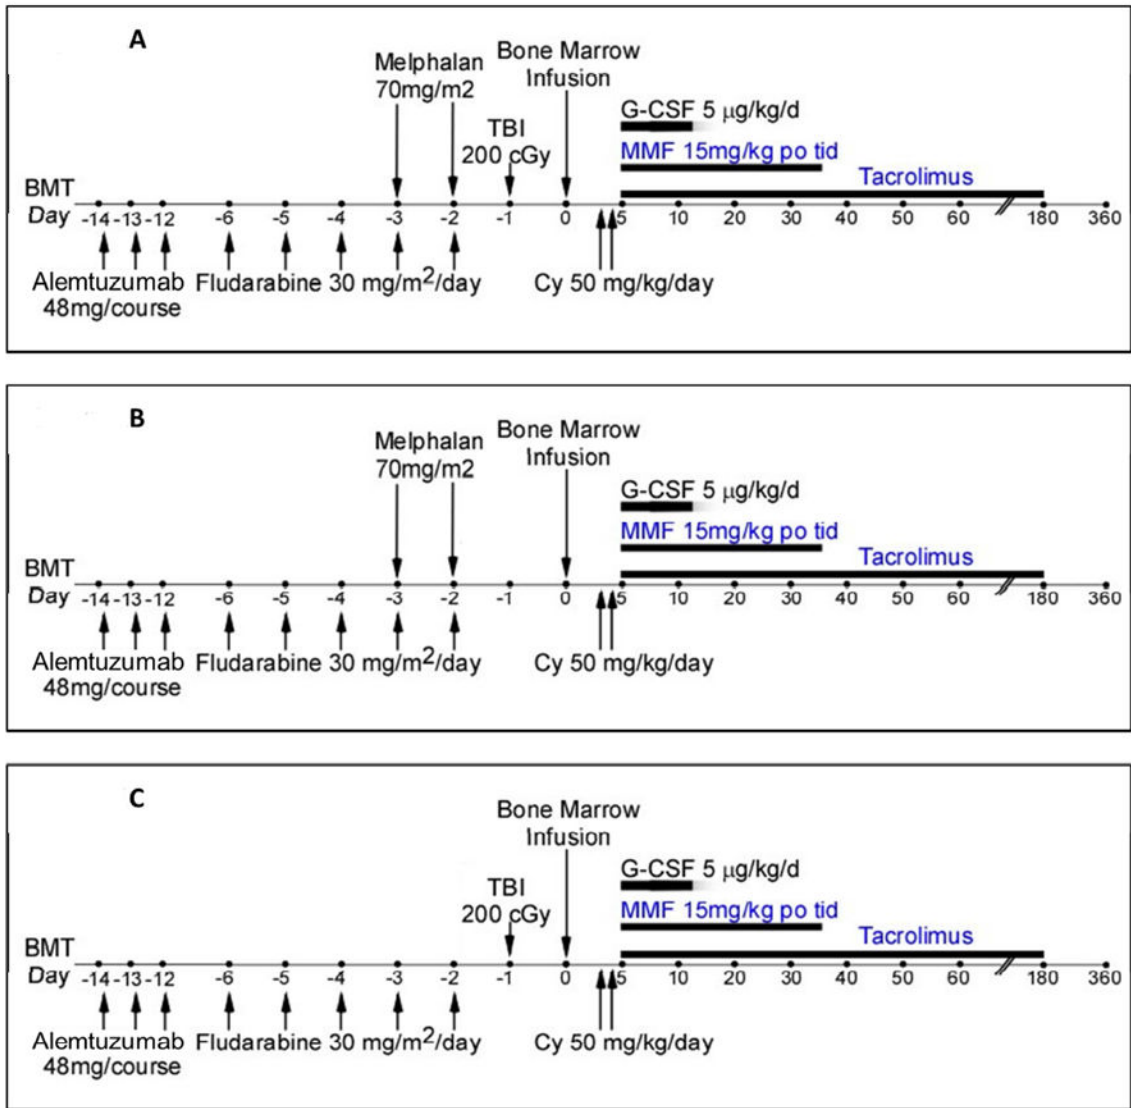 A
Melphalan
70mg/m2
Bone Marrow
Infusion
TBI
200 cGy
G-CSF 5 μg/kg/d
MMF 15mg/kg po tid
Tacrolimus
BMT
Day -14 -13 -12 -6 -5 -4 -3 -2 -1 0 5 10 20 30 40 50 60 180 360
Alemtuzumab Fludarabine 30 mg/m²/day Cy 50 mg/kg/day
48mg/course
B
Melphalan
70mg/m2
Bone Marrow
Infusion
G-CSF 5 μg/kg/d
MMF 15mg/kg po tid
Tacrolimus
BMT
Day -14 -13 -12 -6 -5 -4 -3 -2 -1 0 5 10 20 30 40 50 60 180 360
Alemtuzumab Fludarabine 30 mg/m²/day Cy 50 mg/kg/day
48mg/course
C
Bone Marrow
Infusion
TBI
200 cGy
G-CSF 5 μg/kg/d
MMF 15mg/kg po tid
Tacrolimus
BMT
Day -14 -13 -12 -6 -5 -4 -3 -2 -1 0 5 10 20 30 40 50 60 180 360
Alemtuzumab Fludarabine 30 mg/m²/day Cy 50 mg/kg/day
48mg/course